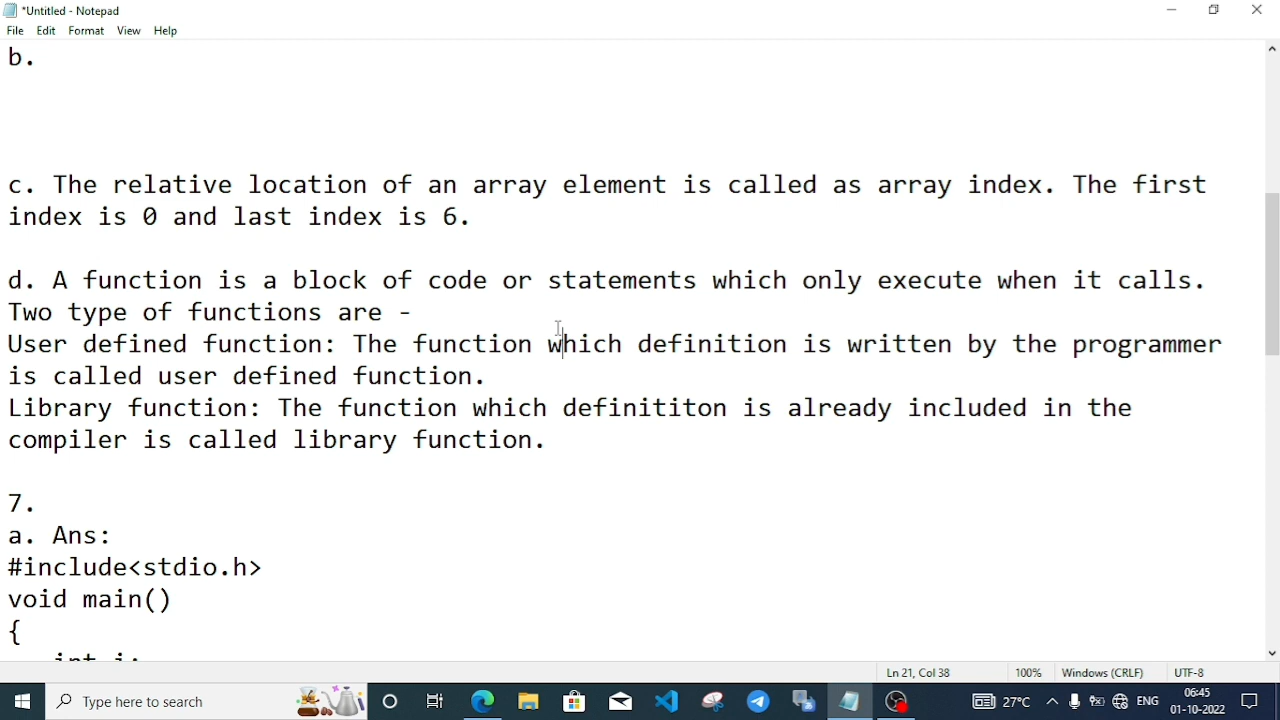 *Untitled - Notepad
File Edit Format View Help
b.
c. The relative location of an array element is called as array index. The first
index is 0 and last index is 6.
d. A function is a block of code or statements which only execute when it calls.
Two type of functions are -
User defined function: The function which definition is written by the programmer
is called user defined function.
Library function: The function which definititon is already included in the
compiler is called library function.
7.
a. Ans:
#include<stdio.h>
void main()
{
int i;
Ln 21, Col 38 100% Windows (CRLF) UTF-8
Type here to search 27°C ENG 06:45
01-10-2022